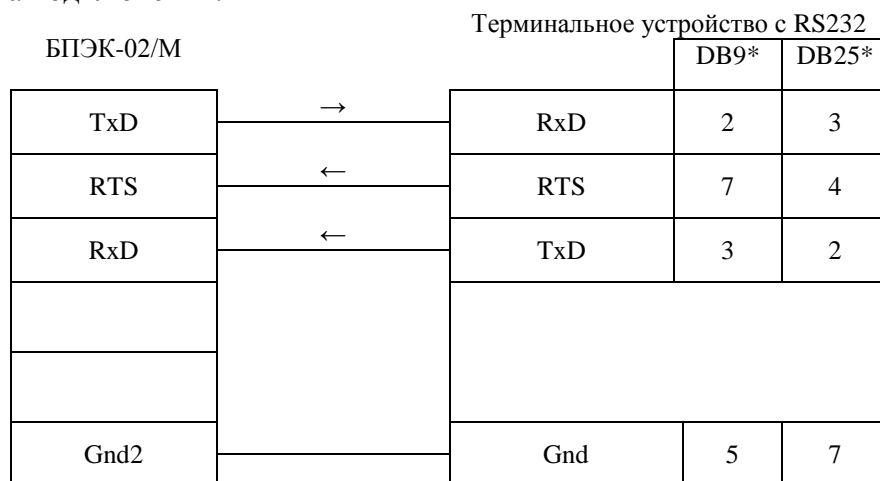 Терминальное устройство с RS232
БПЭК-02/М
DB9* DB25*
TxD → RxD 2 3
RTS ← RTS 7 4
RxD ← TxD 3 2
Gnd2 Gnd 5 7